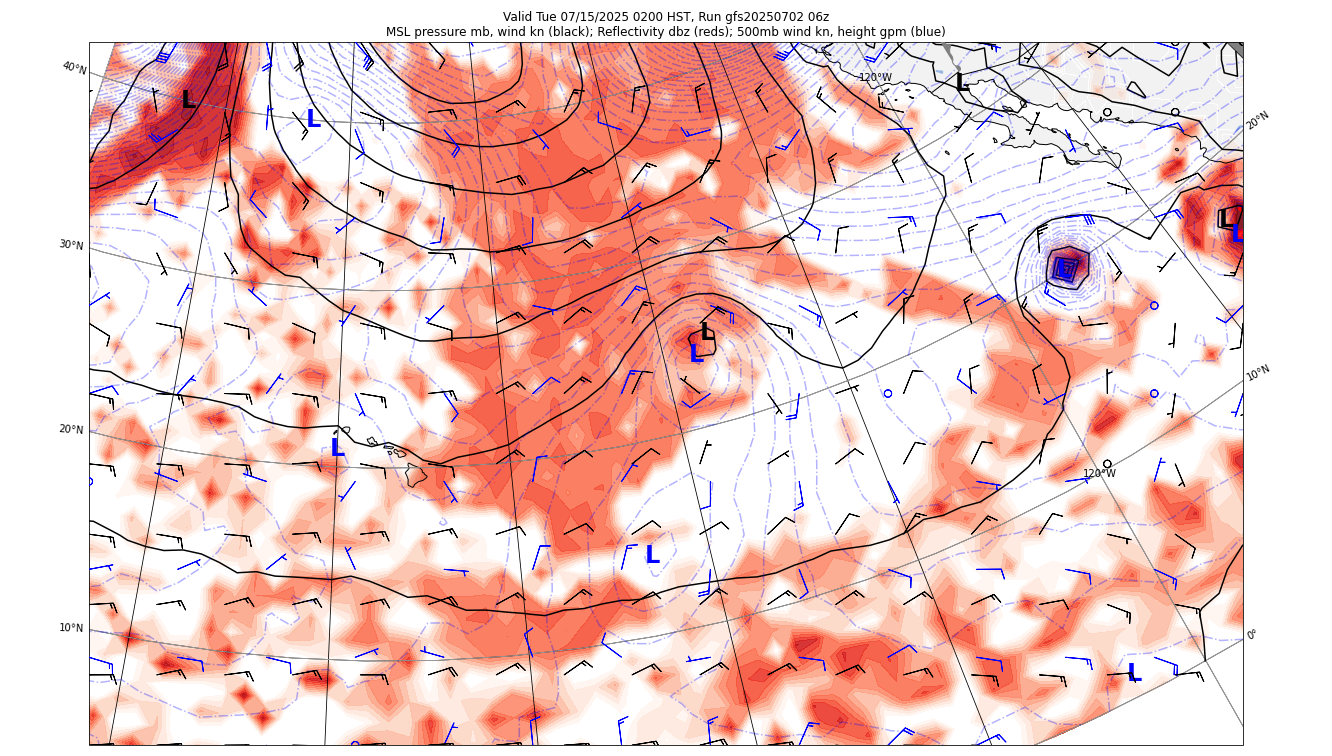 Valid Tue 07/15/2025 0200 HST, Run gfs20250702 06z
MSL pressure mb, wind kn (black); Reflectivity dbz (reds); 500mb wind kn, height gpm (blue)
40°N
120°W
L
L
L
20°N
30°N
L
L
L
L
10°N
20°N
L
120°W
L
10°N
0°
L